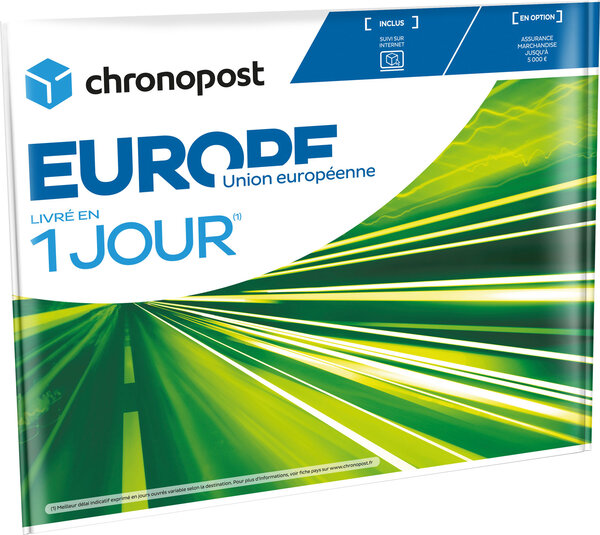 chronopost
[ INCLUS ]
SUIVI SUR
INTERNET
[ EN OPTION ]
ASSURANCE
MARCHANDISE
JUSQU'À
5 000 €
EUROPE
Union européenne
LIVRÉ EN
1 JOUR (1)
(1) Meilleur délai indicatif exprimé en jours ouvrés variable selon la destination. Pour plus d'informations, voir fiche pays sur www.chronopost.fr